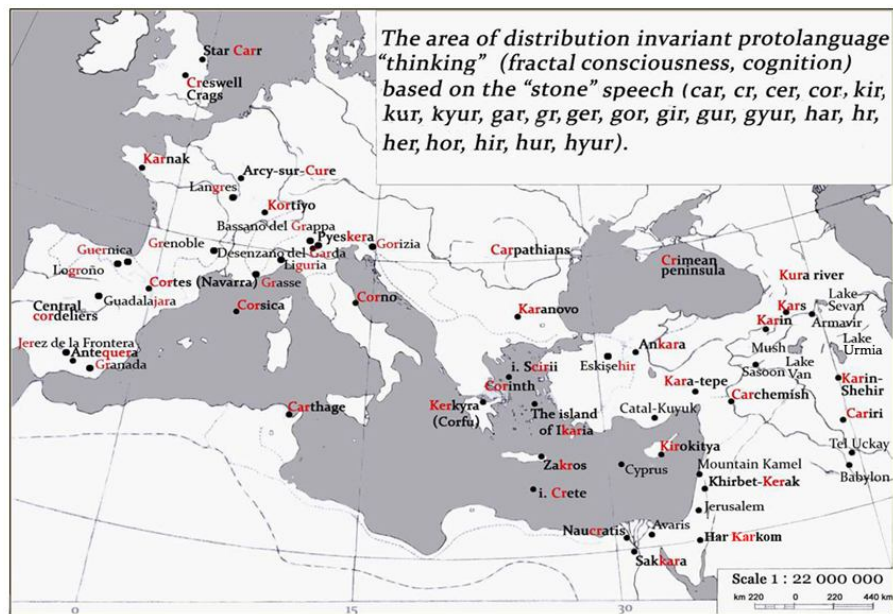 The area of distribution invariant protolanguage
"thinking" (fractal consciousness, cognition)
based on the "stone" speech (car, cr, cer, cor, kir,
kur, kyur, gar, gr, ger, gor, gir, gur, gyur, har, hr,
her, hor, hir, hur, hyur).
Star Carr
Creswell
Crags
Karnak
Arcy-sur-Cure
Langres
Kortiyo
Bassano del Grappa
Pyeskera
Guernica
Grenoble
Desenzano del Garda
Gorizia
Liguria
Logroño
Carpathians
Crimean
peninsula
Kura river
Cortes (Navarra)
Grasse
Guadalajara
Central
cordeliers
Corsica
Corno
Karanovo
Kars
Lake
Sevan
Karin
Armavir
Jerez de la Frontera
Antequera
Granada
Ankara
Mush
Lake
Urmia
i. Scirii
Eskişehir
Sasoon
Lake
Van
Corinth
Kara-tepe
Karin-
Shehir
Carthage
Kerkyra
(Corfu)
The island
of Ikaria
Catal-Kuyuk
Carchemish
Cariri
Kirokitya
Tel Uckay
Zakros
Cyprus
Mountain Kamel
Babylon
Khirbet-Kerak
i. Crete
Jerusalem
Naucratis
Avaris
Har Karkom
Sakkara
Scale 1 : 22 000 000
km 220 0 220 440 km
0 15 30